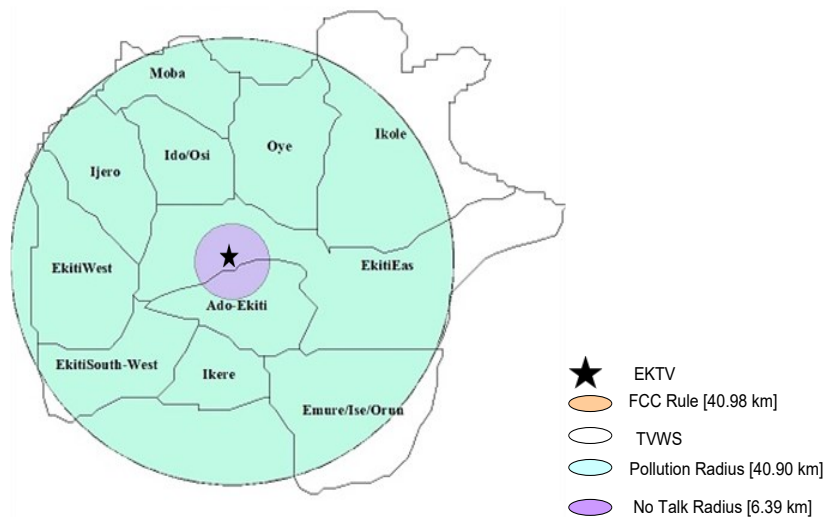 Moba
Ikole
Oye
Ido/Osi
Ijero
EkitiWest
EkitiEas
Ado-Ekiti
EkitiSouth-West
Ikere
Emure/Ise/Orun
EKTV
FCC Rule [40.98 km]
TVWS
Pollution Radius [40.90 km]
No Talk Radius [6.39 km]